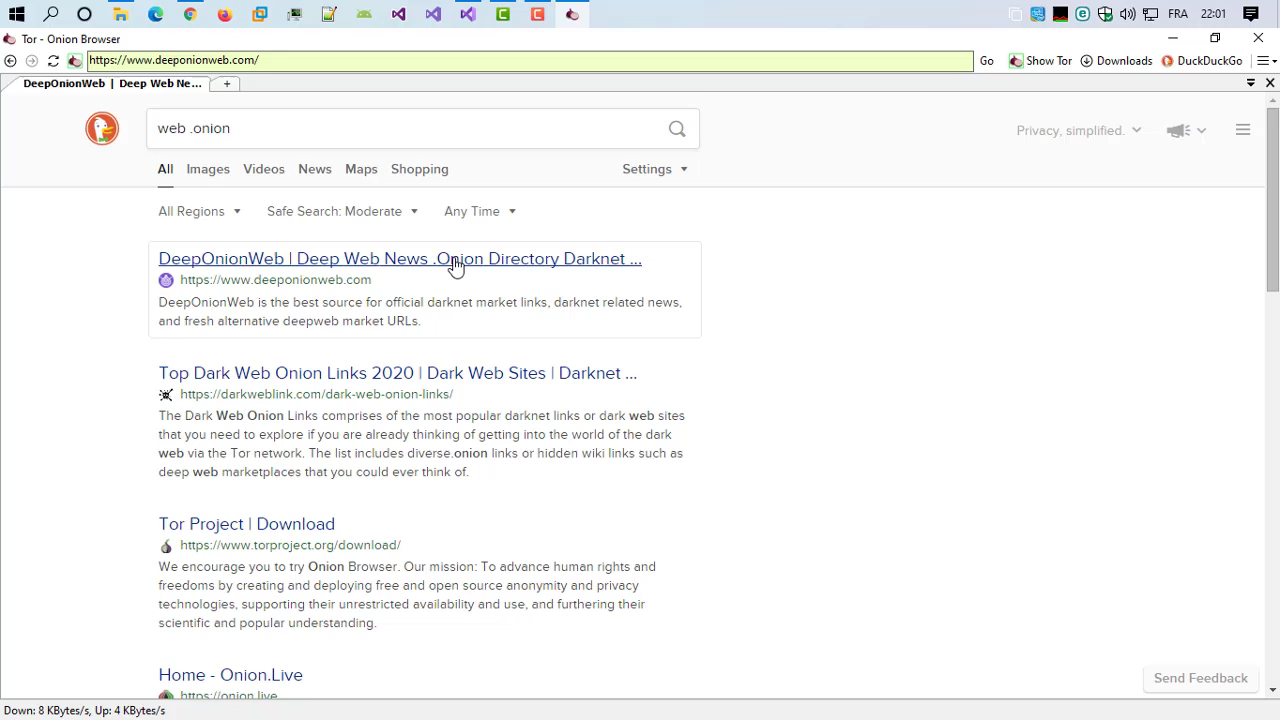 FRA 22:01
Tor - Onion Browser
https://www.deeponionweb.com/ Go Show Tor Downloads DuckDuckGo
DeepOnionWeb | Deep Web Ne... +
web .onion
Privacy, simplified.
All Images Videos News Maps Shopping Settings
All Regions Safe Search: Moderate Any Time
DeepOnionWeb | Deep Web News .Onion Directory Darknet ...
https://www.deeponionweb.com
DeepOnionWeb is the best source for official darknet market links, darknet related news,
and fresh alternative deepweb market URLs.
Top Dark Web Onion Links 2020 | Dark Web Sites | Darknet ...
https://darkweblink.com/dark-web-onion-links/
The Dark Web Onion Links comprises of the most popular darknet links or dark web sites
that you need to explore if you are already thinking of getting into the world of the dark
web via the Tor network. The list includes diverse.onion links or hidden wiki links such as
deep web marketplaces that you could ever think of.
Tor Project | Download
https://www.torproject.org/download/
We encourage you to try Onion Browser. Our mission: To advance human rights and
freedoms by creating and deploying free and open source anonymity and privacy
technologies, supporting their unrestricted availability and use, and furthering their
scientific and popular understanding.
Home - Onion.Live
https://onion.live
Send Feedback
Down: 8 KBytes/s, Up: 4 KBytes/s